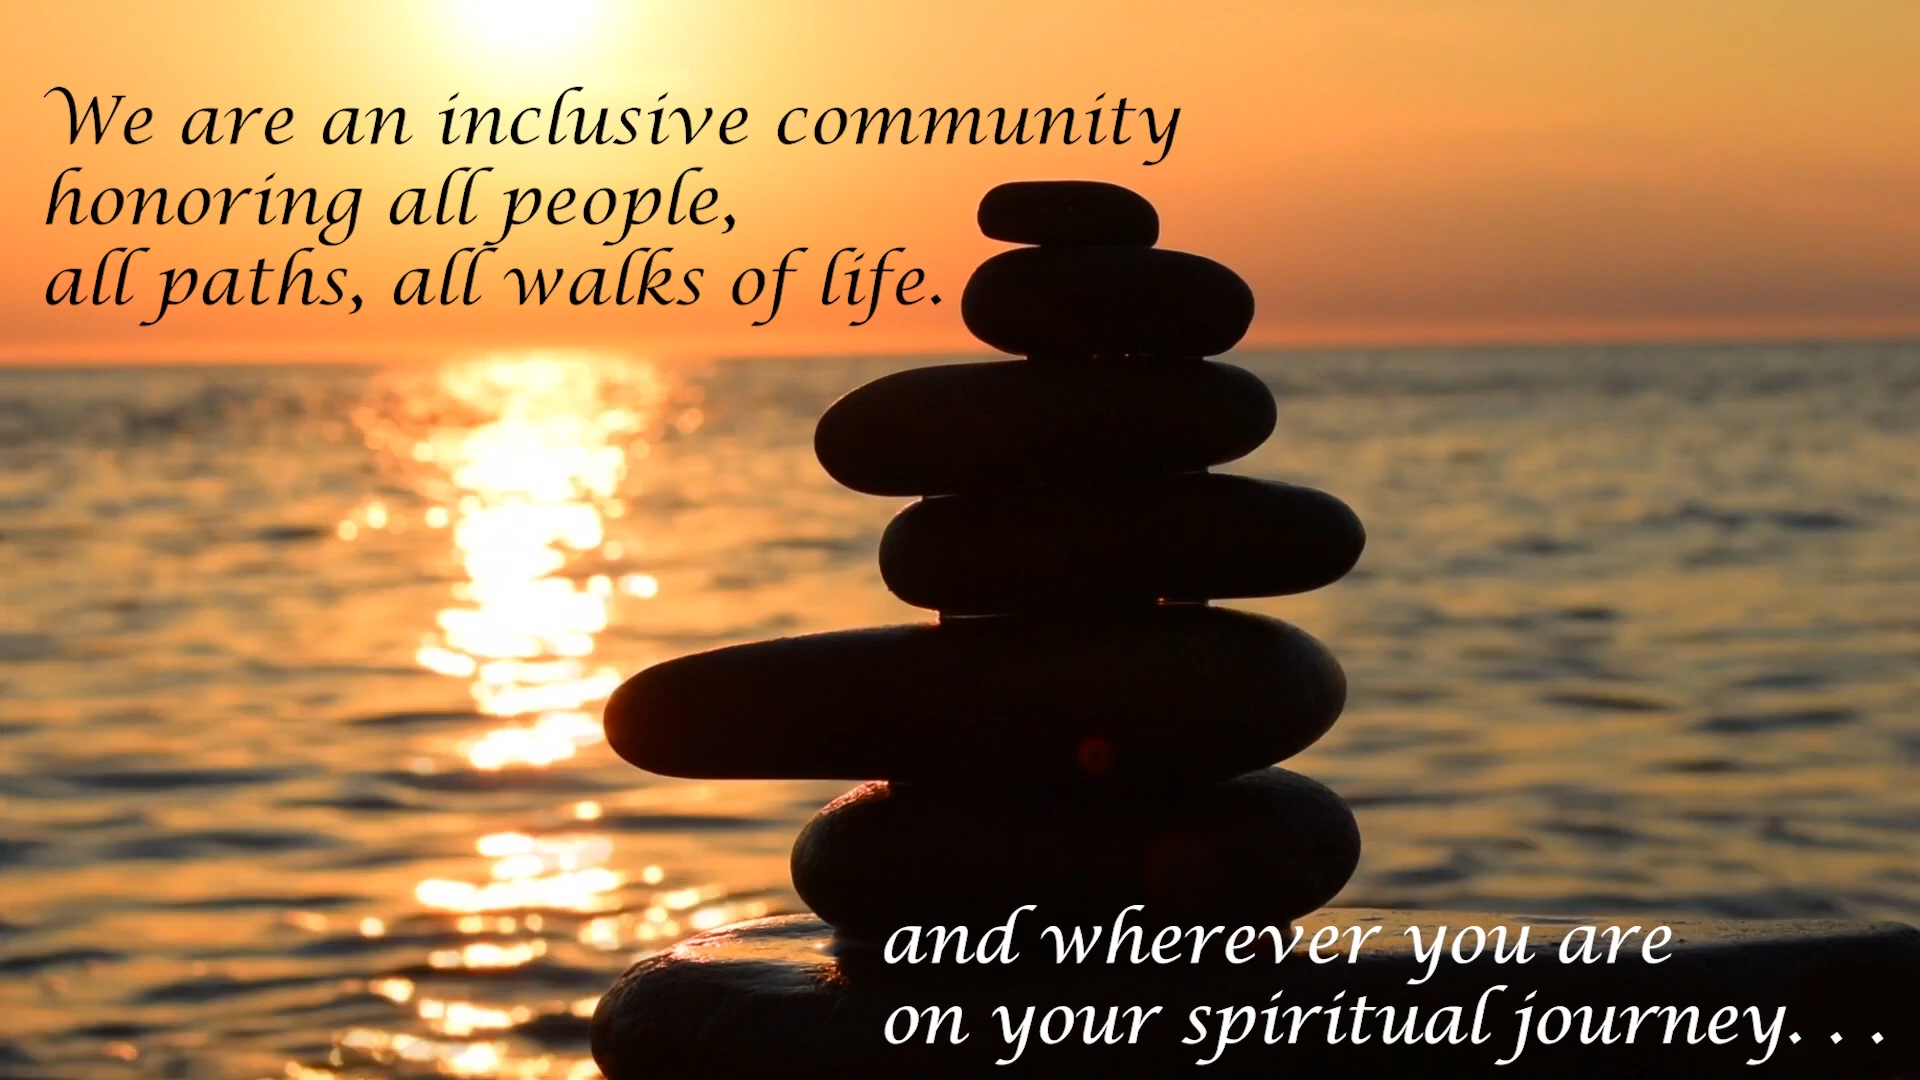 We are an inclusive community
honoring all people,
all paths, all walks of life.
and wherever you are
on your spiritual journey. . .